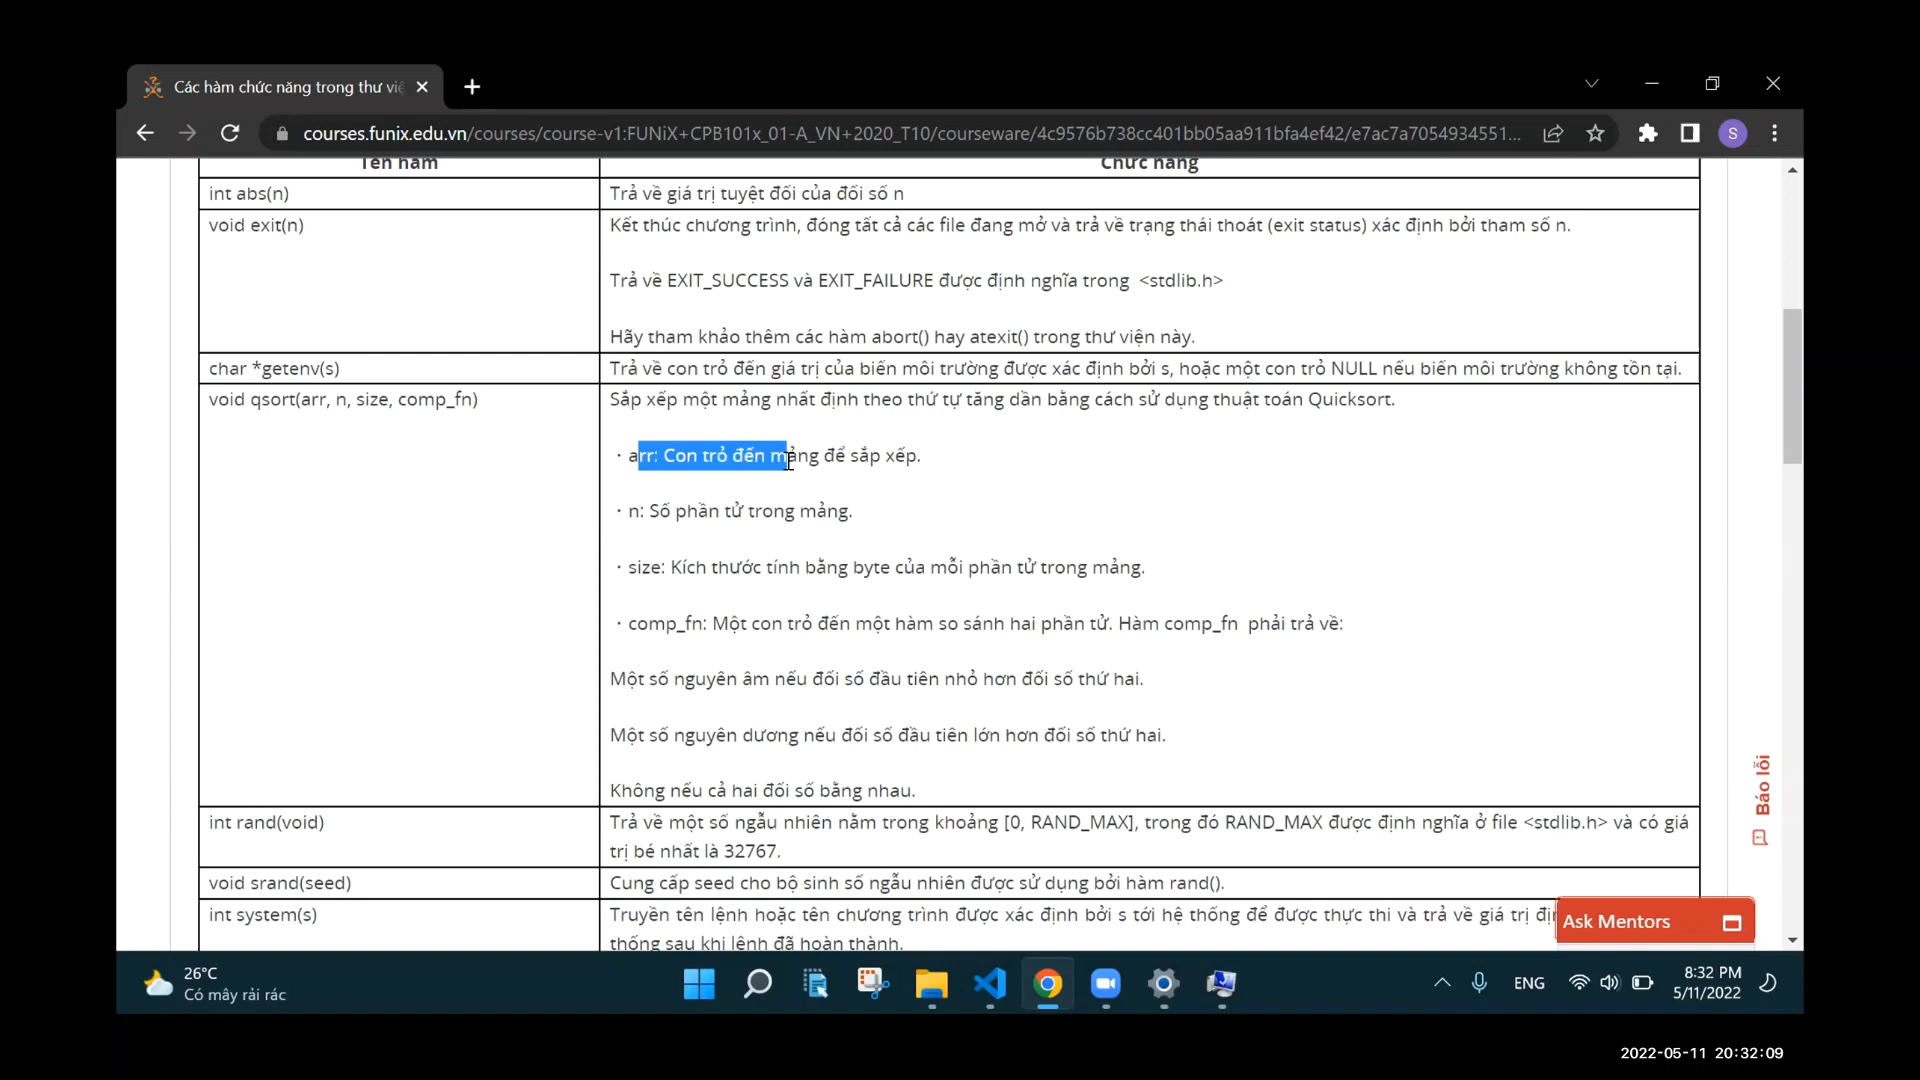 Các hàm chức năng trong thư việ
courses.funix.edu.vn/courses/course-v1:FUNiX+CPB101x_01-A_VN+2020_T10/courseware/4c9576b738cc401bb05aa911bfa4ef42/e7ac7a7054934551...
S
Tên hàm
Chức năng
int abs(n)
Trả về giá trị tuyệt đối của đối số n
void exit(n)
Kết thúc chương trình, đóng tất cả các file đang mở và trả về trạng thái thoát (exit status) xác định bởi tham số n.
Trả về EXIT_SUCCESS và EXIT_FAILURE được định nghĩa trong <stdlib.h>
Hãy tham khảo thêm các hàm abort() hay atexit() trong thư viện này.
char *getenv(s)
Trả về con trỏ đến giá trị của biến môi trường được xác định bởi s, hoặc một con trỏ NULL nếu biến môi trường không tồn tại.
void qsort(arr, n, size, comp_fn)
Sắp xếp một mảng nhất định theo thứ tự tăng dần bằng cách sử dụng thuật toán Quicksort.
· arr: Con trỏ đến mảng để sắp xếp.
· n: Số phần tử trong mảng.
· size: Kích thước tính bằng byte của mỗi phần tử trong mảng.
· comp_fn: Một con trỏ đến một hàm so sánh hai phần tử. Hàm comp_fn phải trả về:
Một số nguyên âm nếu đối số đầu tiên nhỏ hơn đối số thứ hai.
Một số nguyên dương nếu đối số đầu tiên lớn hơn đối số thứ hai.
Không nếu cả hai đối số bằng nhau.
int rand(void)
Trả về một số ngẫu nhiên nằm trong khoảng [0, RAND_MAX], trong đó RAND_MAX được định nghĩa ở file <stdlib.h> và có giá
trị bé nhất là 32767.
void srand(seed)
Cung cấp seed cho bộ sinh số ngẫu nhiên được sử dụng bởi hàm rand().
int system(s)
Truyền tên lệnh hoặc tên chương trình được xác định bởi s tới hệ thống để được thực thi và trả về giá trị
thống sau khi lệnh đã hoàn thành.
Báo lỗi
Ask Mentors
26°C
Có mây rải rác
ENG
8:32 PM
5/11/2022
2022-05-11 20:32:09